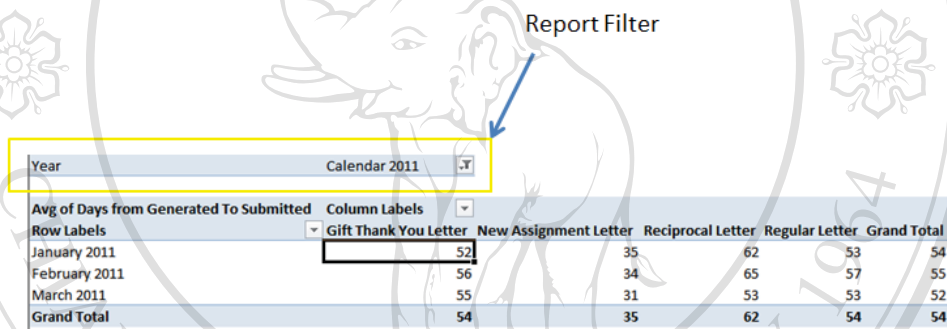 Report Filter
Year Calendar 2011
Avg of Days from Generated To Submitted Column Labels
Row Labels Gift Thank You Letter New Assignment Letter Reciprocal Letter Regular Letter Grand Total
January 2011 52 35 62 53 54
February 2011 56 34 65 57 55
March 2011 55 31 53 53 52
Grand Total 54 35 62 54 54
1964